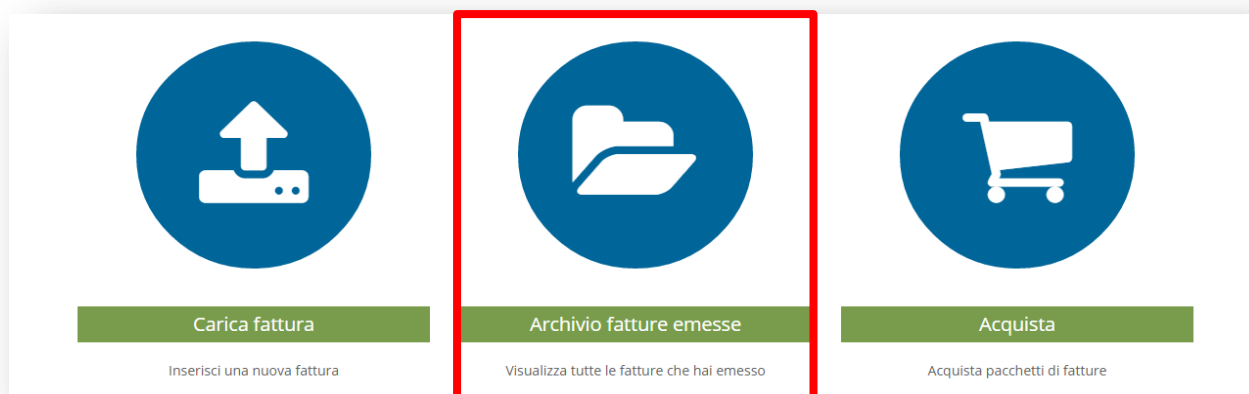 Carica fattura
Inserisci una nuova fattura
Archivio fatture emesse
Visualizza tutte le fatture che hai emesso
Acquista
Acquista pacchetti di fatture